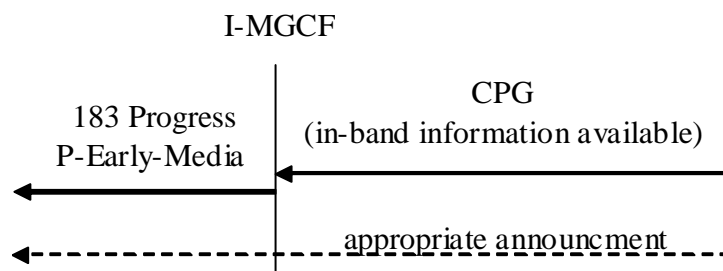 I-MGCF
183 Progress
P-Early-Media
CPG
(in-band information available)
appropriate announcment